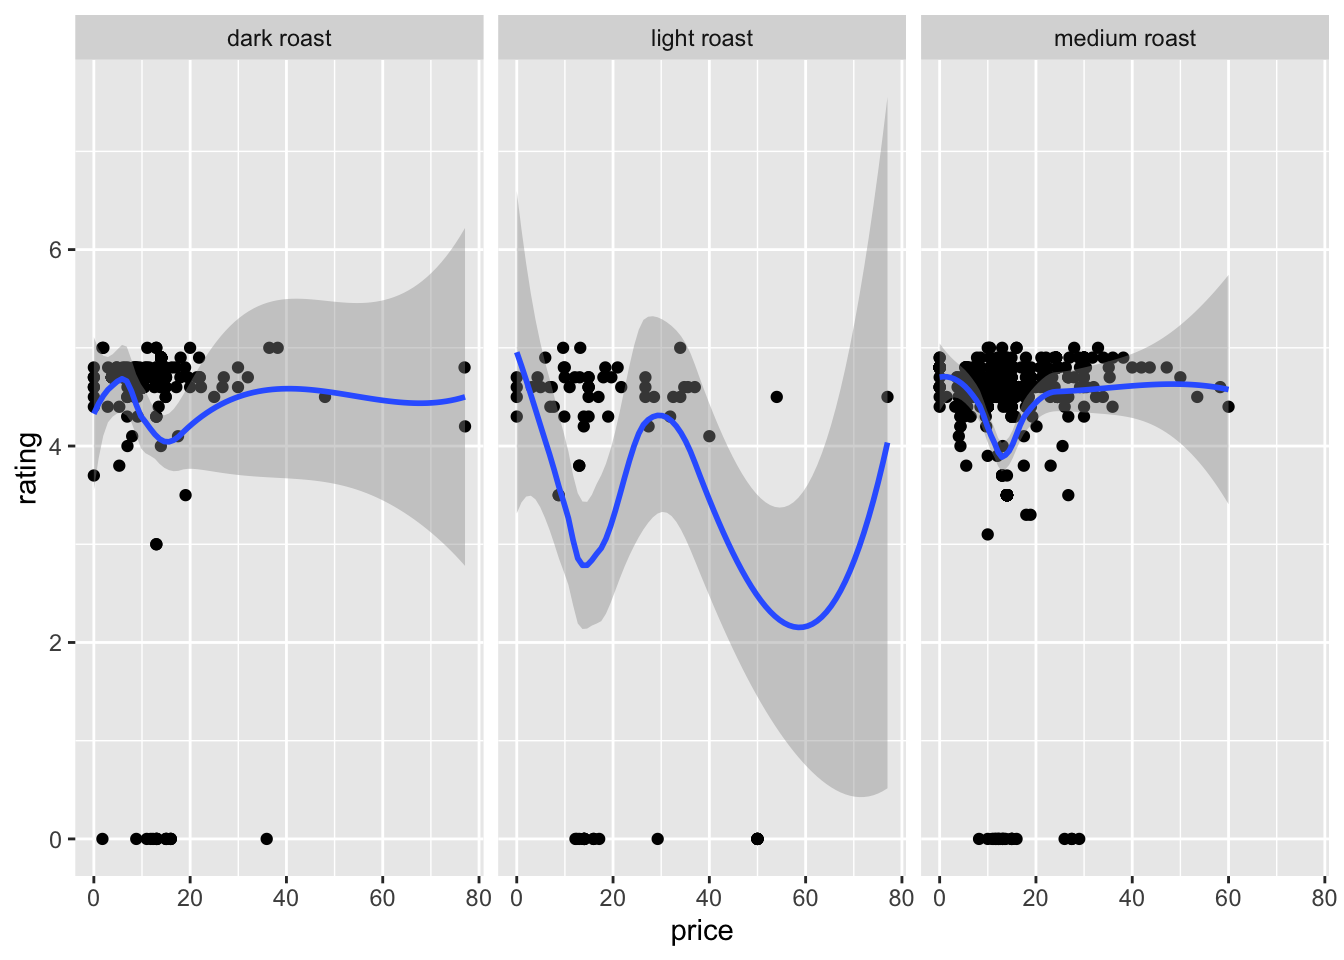 dark roast
light roast
medium roast
rating
6
4
2
0
0 20 40 60 80
0 20 40 60 80
0 20 40 60 80
price